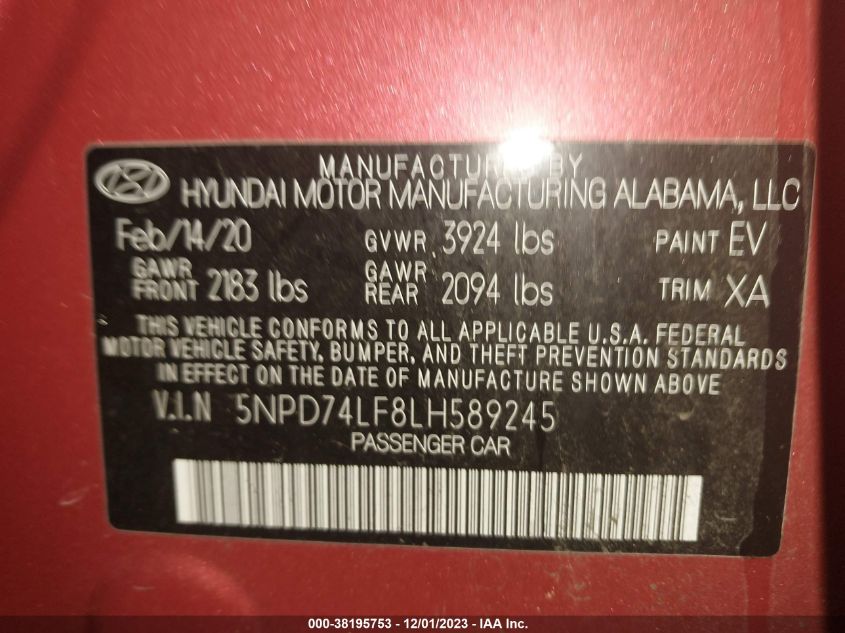 MANUFACTURED BY
HYUNDAI MOTOR MANUFACTURING ALABAMA, LLC
Feb/14/20 GVWR 3924 lbs PAINT EV
GAWR FRONT 2183 lbs GAWR REAR 2094 lbs TRIM XA
THIS VEHICLE CONFORMS TO ALL APPLICABLE U.S.A. FEDERAL
MOTOR VEHICLE SAFETY, BUMPER, AND THEFT PREVENTION STANDARDS
IN EFFECT ON THE DATE OF MANUFACTURE SHOWN ABOVE
V.I.N 5NPD74LF8LH589245
PASSENGER CAR
000-38195753 - 12/01/2023 - IAA Inc.